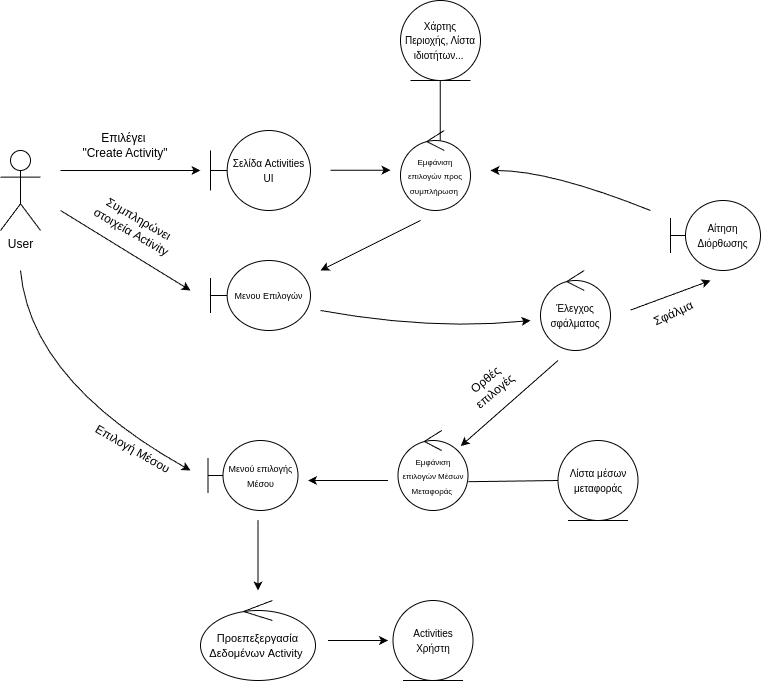 Χάρτης
Περιοχής, Λίστα
ιδιοτήτων...
Επιλέγει
"Create Activity"
Σελίδα Activities
UI
Εμφάνιση
επιλογών προς
συμπλήρωση
User
Συμπληρώνει
στοιχεία Activity
Αίτηση
Διόρθωσης
Μενου Επιλογών
Έλεγχος
σφάλματος
Σφάλμα
Ορθές
επιλογές
Επιλογή Μέσου
Μενού επιλογής
Μέσου
Εμφάνιση
επιλογών Μέσων
Μεταφοράς
Λίστα μέσων
μεταφοράς
Προεπεξεργασία
Δεδομένων Activity
Activities
Χρήστη